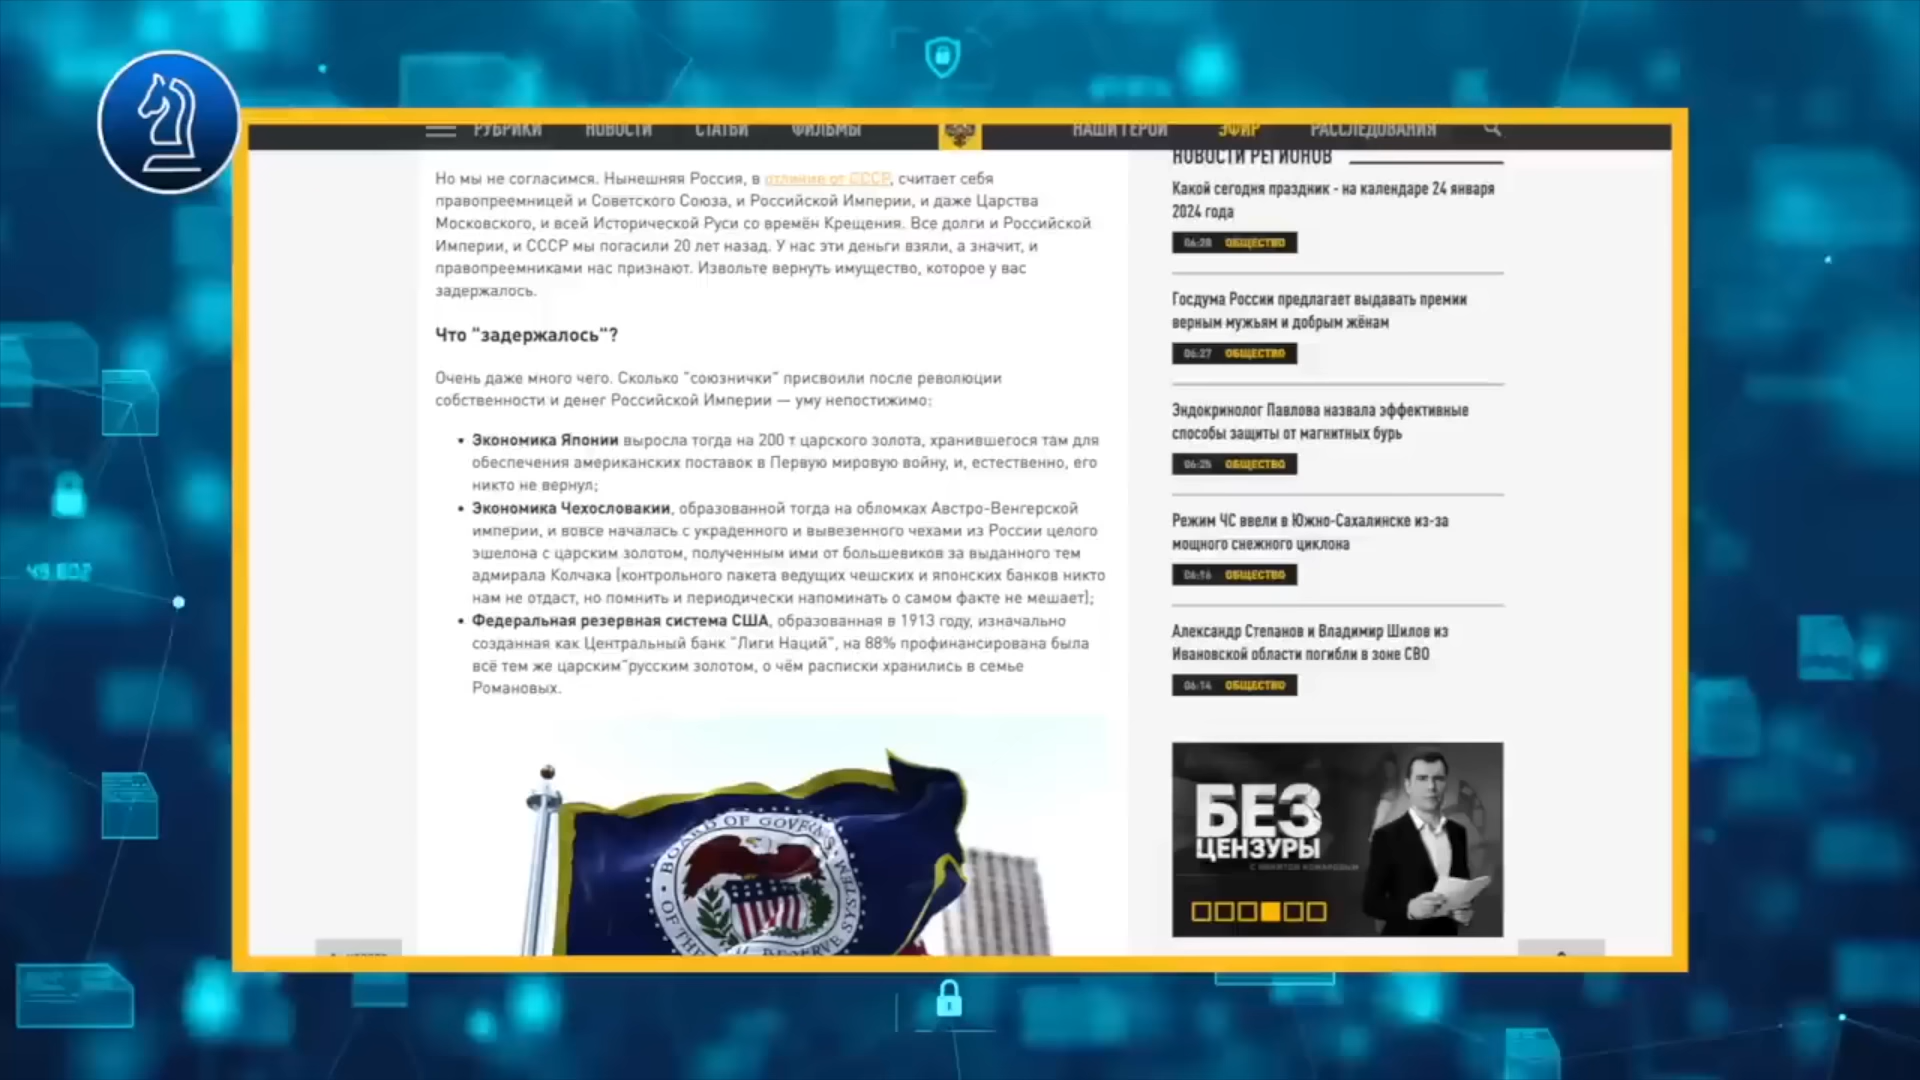 РУБРИКИ НОВОСТИ СТАТЬИ ФИЛЬМЫ НАШИ ГЕРОИ ЭФИР РАССЛЕДОВАНИЯ
Но мы не согласимся. Нынешняя Россия, в отличие от СССР, считает себя
правопреемницей и Советского Союза, и Российской Империи, и даже Царства
Московского, и всей Исторической Руси со времён Крещения. Все долги и Российской
Империи, и СССР мы погасили 20 лет назад. У нас эти деньги взяли, а значит, и
правопреемниками нас признают. Извольте вернуть имущество, которое у вас
задержалось.
Что "задержалось"?
Очень даже много чего. Сколько "союznички" присвоили после революции
собственности и денег Российской Империи — уму непостижимо:
• Экономика Японии выросла тогда на 200 т царского золота, хранившегося там для
обеспечения американских поставок в Первую мировую войну, и, естественно, его
никто не вернул;
• Экономика Чехословакии, образованной тогда на обломках Австро-Венгерской
империи, и вовсе началась с украденного и вывезенного чехами из России целого
эшелона с царским золотом, полученным ими от большевиков за выданного тем
адмирала Колчака (контрольного пакета ведущих чешских и японских банков никто
нам не отдаст, но помнить и периодически напоминать о самом факте не мешает);
• Федеральная резервная система США, образованная в 1913 году, изначально
созданная как Центральный банк "Лиги Наций", на 88% профинансирована была
всё тем же царским русским золотом, о чём расписки хранились в семье
Романовых.
BOARD OF GOVERNORS
OF THE RESERVE SYSTEM
НОВОСТИ РЕГИОНОВ
Какой сегодня праздник - на календаре 24 января
2024 года
06:28 ОБЩЕСТВО
Госдума России предлагает выдавать премии
верным мужьям и добрым жёнам
06:27 ОБЩЕСТВО
Эндокринолог Павлова назвала эффективные
способы защиты от магнитных бурь
06:25 ОБЩЕСТВО
Режим ЧС ввели в Южно-Сахалинске из-за
мощного снежного циклона
06:16 ОБЩЕСТВО
Александр Степанов и Владимир Шилов из
Ивановской области погибли в зоне СВО
06:14 ОБЩЕСТВО
БЕЗ
ЦЕНЗУРЫ